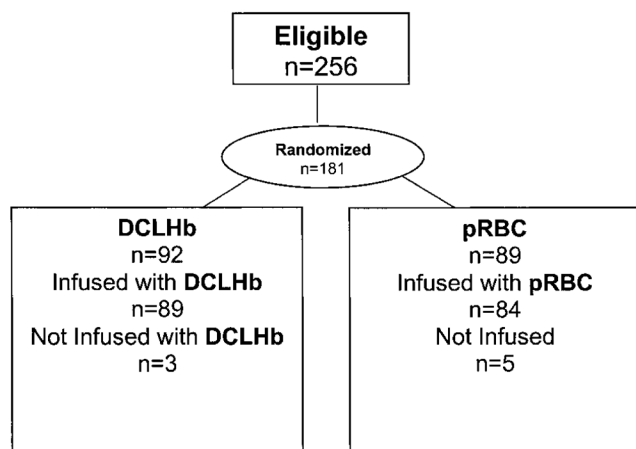 Eligible
n=256
Randomized
n=181
DCLHb
n=92
Infused with DCLHb
n=89
Not Infused with DCLHb
n=3
pRBC
n=89
Infused with pRBC
n=84
Not Infused
n=5